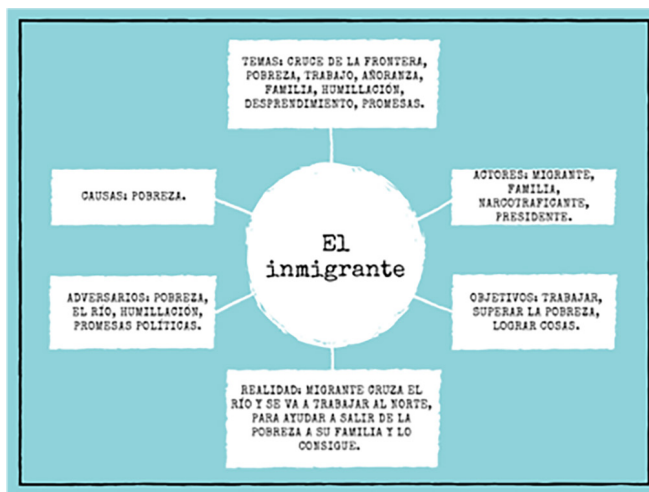 TEMAS: CRUCE DE LA FRONTERA,
POBREZA, TRABAJO, AÑORANZA,
FAMILIA, HUMILLACIÓN,
DESPRENDIMIENTO, PROMESAS.
CAUSAS: POBREZA.
ACTORES: MIGRANTE,
FAMILIA,
NARCOTRAFICANTE,
PRESIDENTE.
El
inmigrante
ADVERSARIOS: POBREZA,
EL RÍO, HUMILLACIÓN,
PROMESAS POLÍTICAS.
OBJETIVOS: TRABAJAR,
SUPERAR LA POBREZA,
LOGRAR COSAS.
REALIDAD: MIGRANTE CRUZA EL
RÍO Y SE VA A TRABAJAR AL NORTE,
PARA AYUDAR A SALIR DE LA
POBREZA A SU FAMILIA Y LO
CONSIGUE.